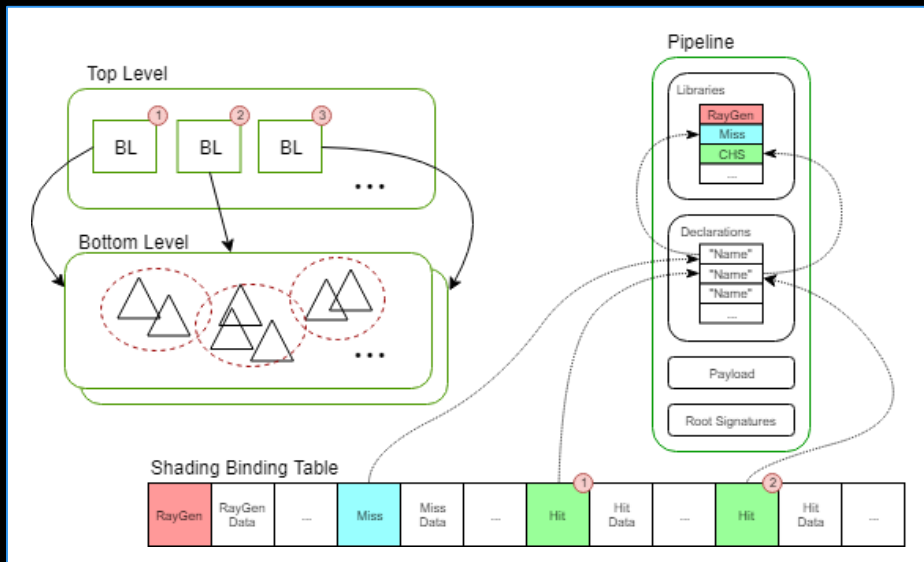 Top Level
1
2
3
BL
BL
BL
...
Bottom Level
...
Pipeline
Libraries
RayGen
Miss
CHS
...
Declarations
"Name"
"Name"
"Name"
...
Payload
Root Signatures
Shading Binding Table
1
2
RayGen
RayGen
Data
...
Miss
Miss
Data
...
Hit
Hit
Data
...
Hit
Hit
Data
...